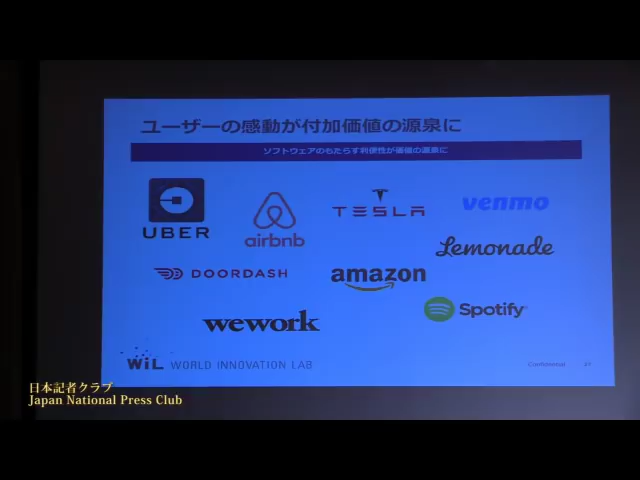 ユーザーの感動が付加価値の源泉に
ソフトウェアのもたらす利便性が価値の源泉に
UBER
airbnb
TESLA
venmo
Lemonade
DOORDASH
amazon
Spotify
wework
WiL WORLD INNOVATION LAB
Confidential
日本記者クラブ
Japan National Press Club